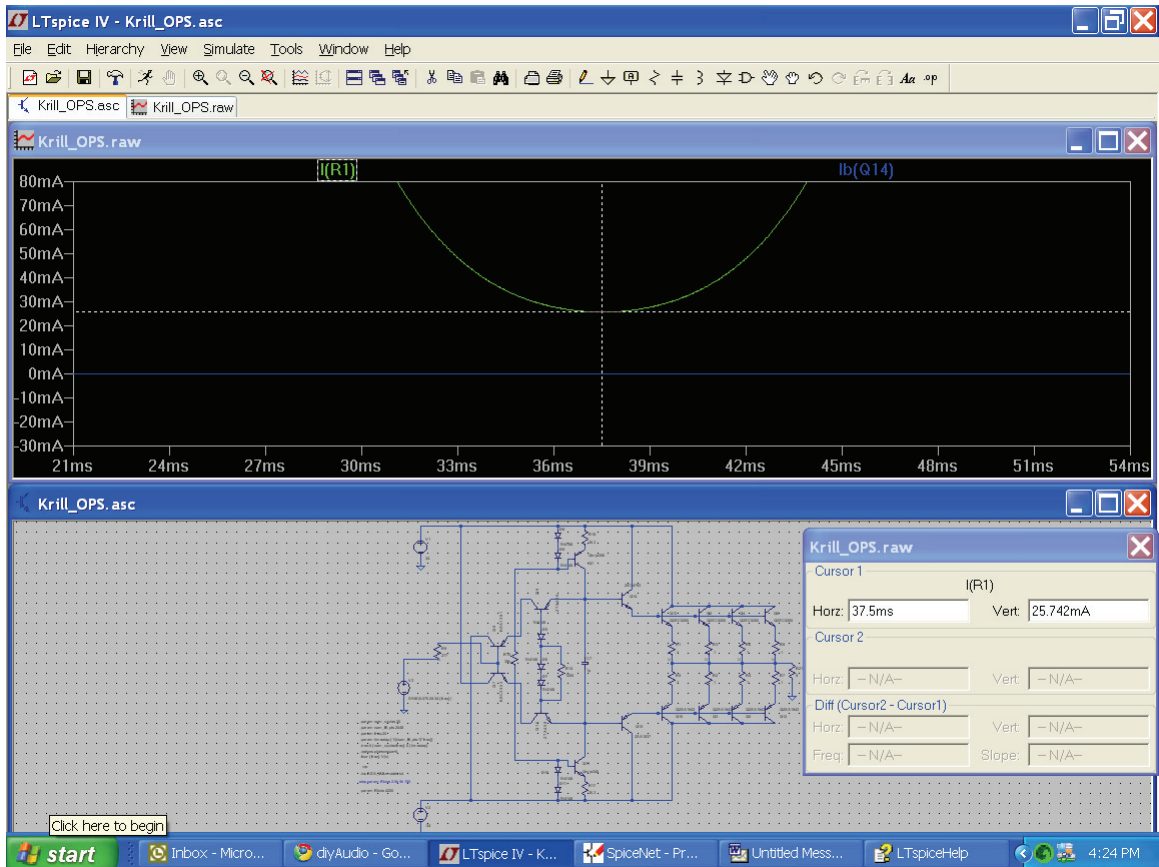 LTspice IV - Krill_OPS.asc
File Edit Hierarchy View Simulate Tools Window Help
Aa .op
Krill_OPS.asc Krill_OPS.raw
Krill_OPS.raw
I(R1) Ib(Q14)
80mA
70mA
60mA
50mA
40mA
30mA
20mA
10mA
0mA
-10mA
-20mA
-30mA
21ms 24ms 27ms 30ms 33ms 36ms 39ms 42ms 45ms 48ms 51ms 54ms
Krill_OPS.asc
Krill_OPS.raw
Cursor 1
I(R1)
Horz: 37.5ms Vert: 25.742mA
Cursor 2
Horz: -- N/A-- Vert: -- N/A--
Diff (Cursor2 - Cursor1)
Horz: -- N/A-- Vert: -- N/A--
Freq: -- N/A-- Slope: -- N/A--
Click here to begin
start Inbox - Micro... diyAudio - Go... LTspice IV - K... SpiceNet - Pr... Untitled Mess... LTspiceHelp 4:24 PM